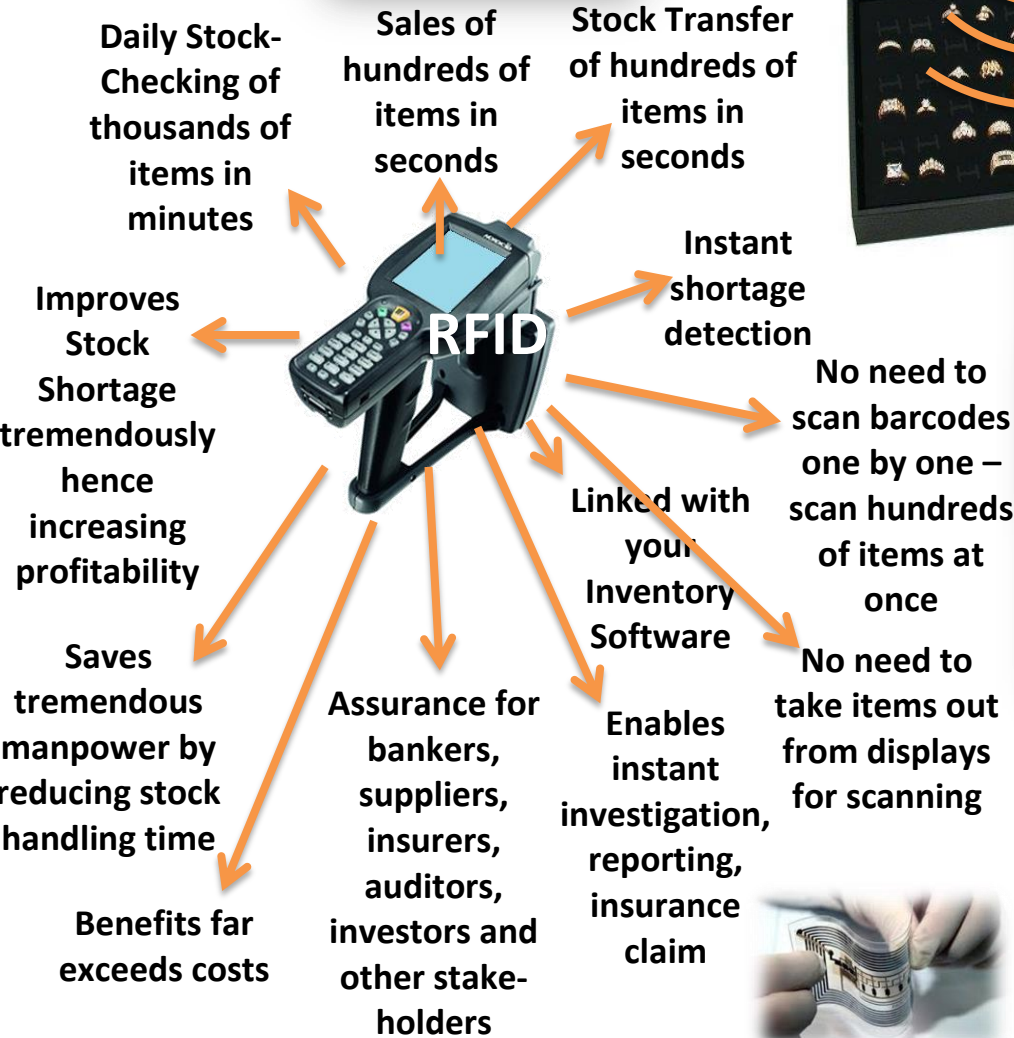 Daily Stock-
Checking of
thousands of
items in
minutes
Sales of
hundreds of
items in
seconds
Stock Transfer
of hundreds of
items in
seconds
Instant
shortage
detection
Improves
Stock
Shortage
tremendously
hence
increasing
profitability
RFID
No need to
scan barcodes
one by one –
scan hundreds
of items at
once
Linked with
your
Inventory
Software
No need to
take items out
from displays
for scanning
Saves
tremendous
manpower by
reducing stock
handling time
Assurance for
bankers,
suppliers,
insurers,
auditors,
investors and
other stake-
holders
Enables
instant
investigation,
reporting,
insurance
claim
Benefits far
exceeds costs